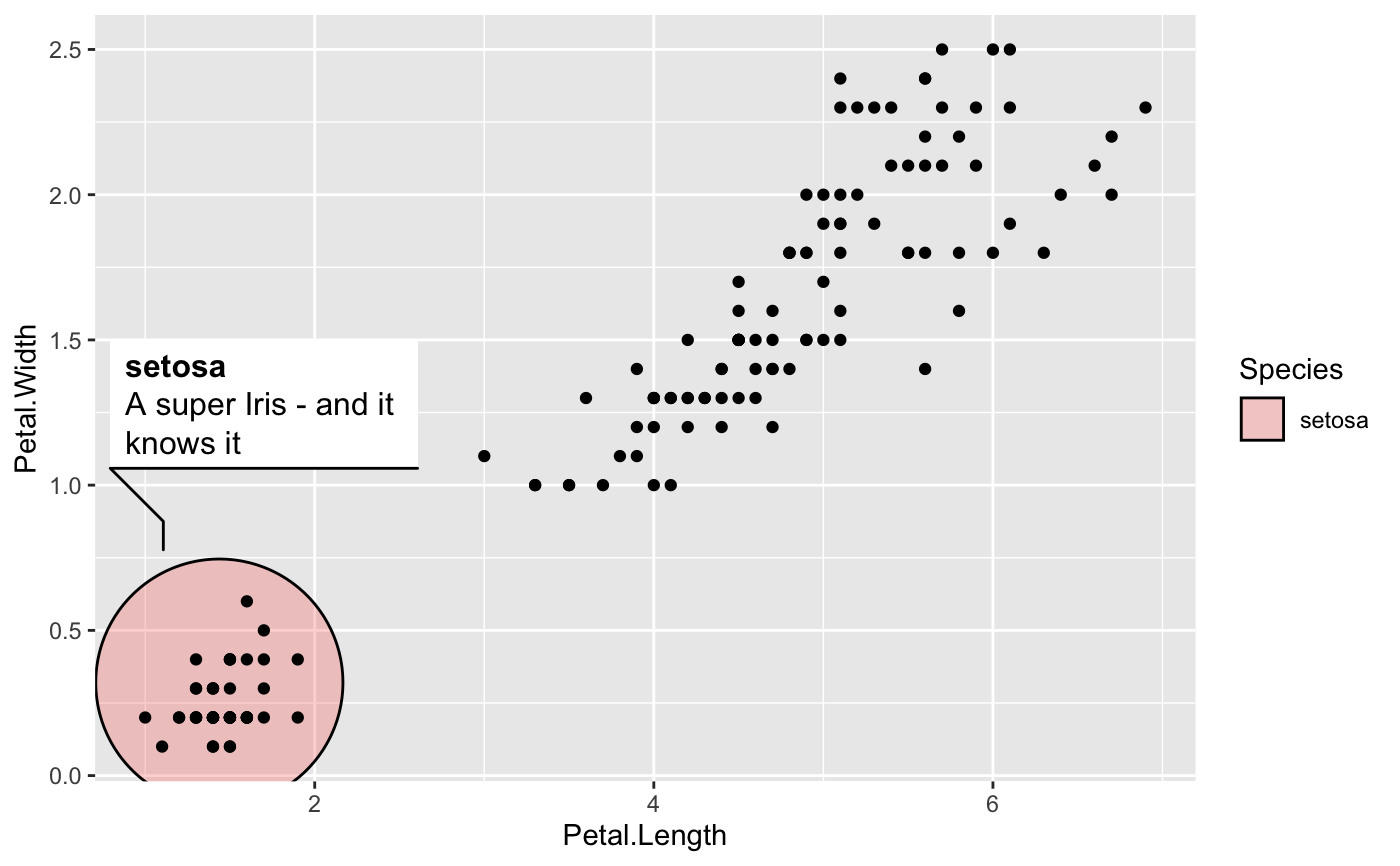 2.5
2.0
1.5
1.0
0.5
0.0
Petal.Width
setosa
A super Iris - and it
knows it
2
4
6
Petal.Length
Species
setosa